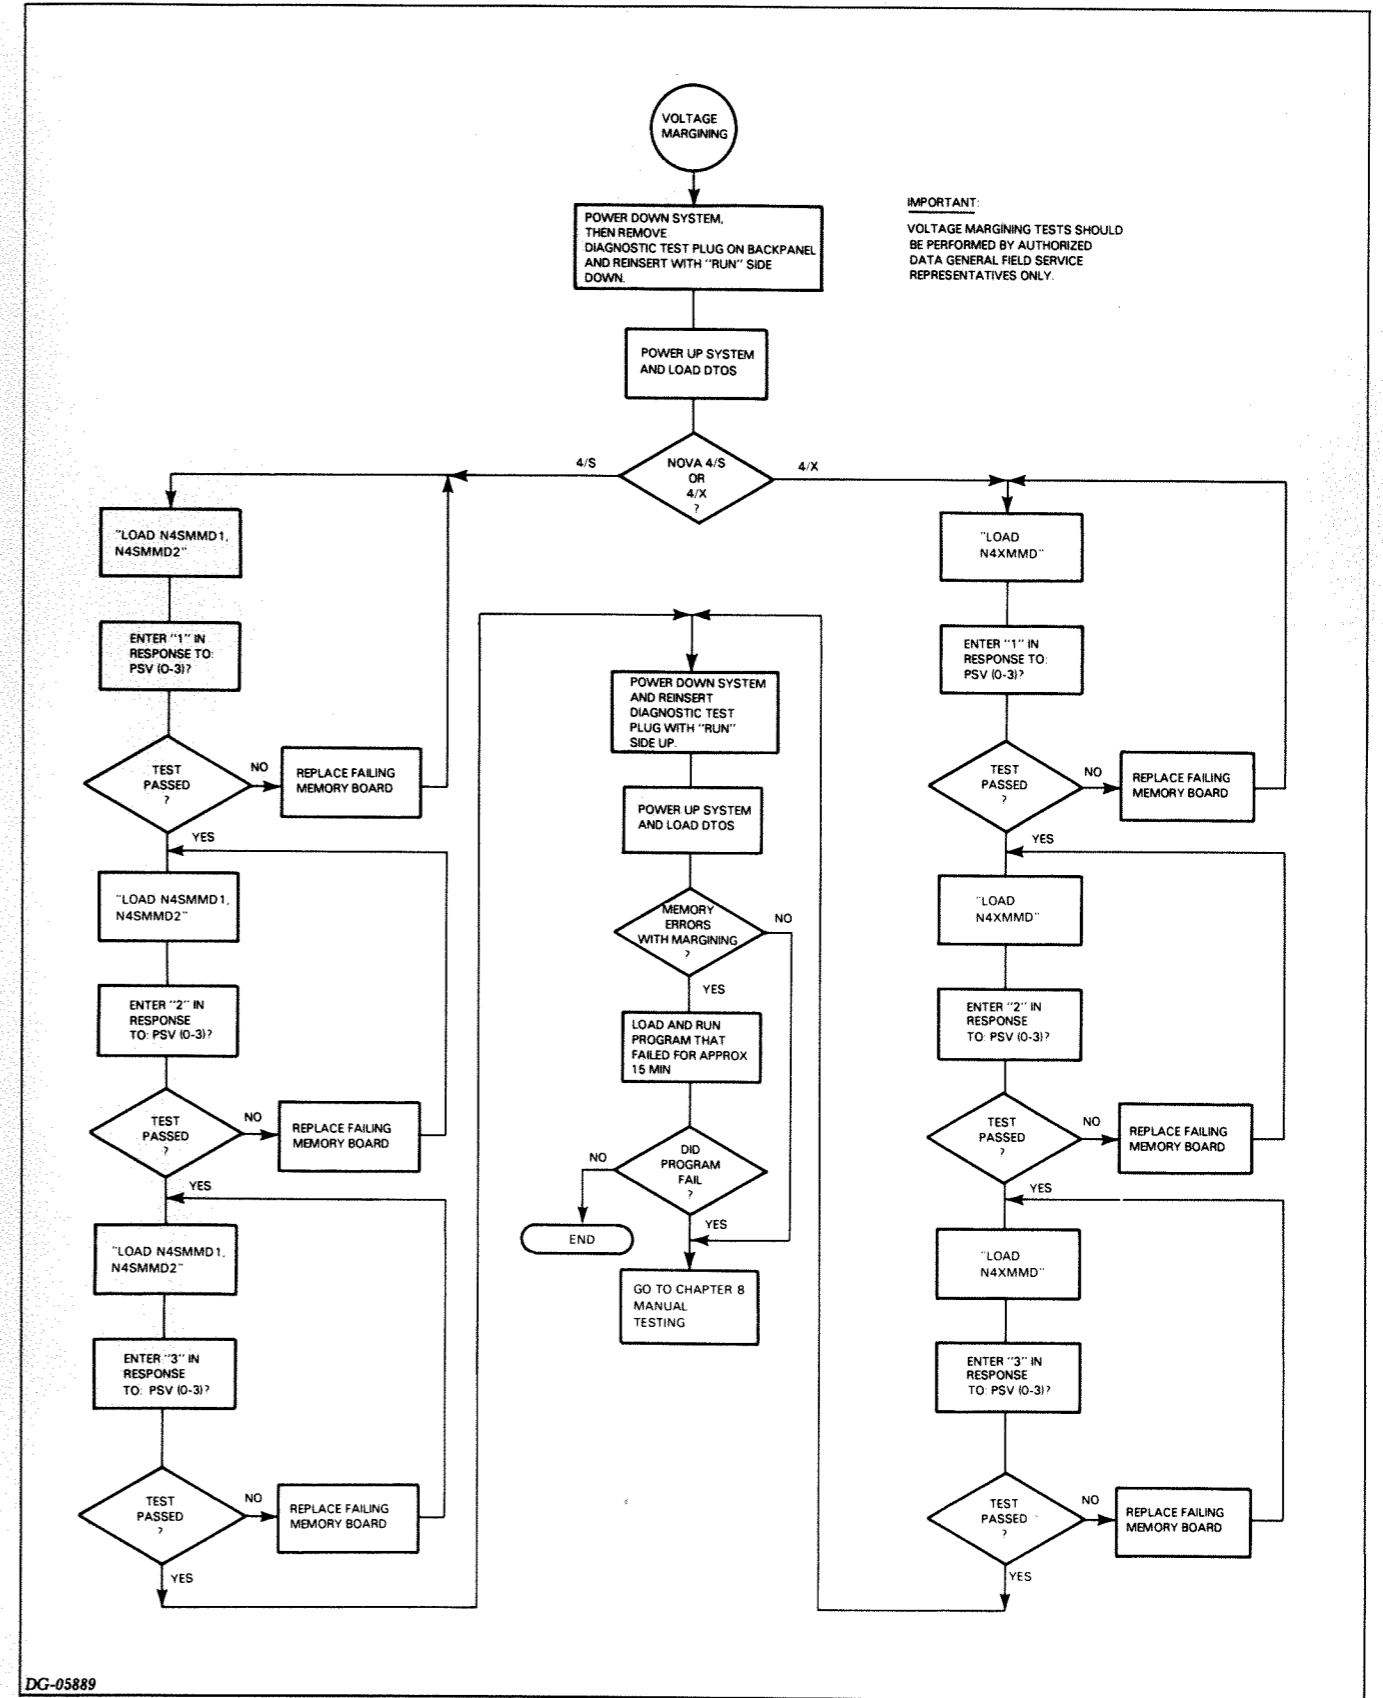 VOLTAGE
MARGINING
POWER DOWN SYSTEM,
THEN REMOVE
DIAGNOSTIC TEST PLUG ON BACKPANEL
AND REINSERT WITH "RUN" SIDE
DOWN.
IMPORTANT:
VOLTAGE MARGINING TESTS SHOULD
BE PERFORMED BY AUTHORIZED
DATA GENERAL FIELD SERVICE
REPRESENTATIVES ONLY.
POWER UP SYSTEM
AND LOAD DTOS
NOVA 4/S
OR
4/X
?
4/S
4/X
"LOAD N4SMMD1,
N4SMMD2"
ENTER "1" IN
RESPONSE TO:
PSV (0-3)?
TEST
PASSED
?
NO
REPLACE FAILING
MEMORY BOARD
YES
"LOAD N4SMMD1,
N4SMMD2"
ENTER "2" IN
RESPONSE
TO: PSV (0-3)?
TEST
PASSED
?
NO
REPLACE FAILING
MEMORY BOARD
YES
"LOAD N4SMMD1,
N4SMMD2"
ENTER "3" IN
RESPONSE
TO: PSV (0-3)?
TEST
PASSED
?
NO
REPLACE FAILING
MEMORY BOARD
YES
POWER DOWN SYSTEM
AND REINSERT
DIAGNOSTIC TEST
PLUG WITH "RUN"
SIDE UP.
POWER UP SYSTEM
AND LOAD DTOS
MEMORY
ERRORS
WITH MARGINING
?
NO
YES
LOAD AND RUN
PROGRAM THAT
FAILED FOR APPROX
15 MIN
DID
PROGRAM
FAIL
?
NO
END
YES
GO TO CHAPTER 8
MANUAL
TESTING
"LOAD
N4XMMD"
ENTER "1" IN
RESPONSE TO:
PSV (0-3)?
TEST
PASSED
?
NO
REPLACE FAILING
MEMORY BOARD
YES
"LOAD
N4XMMD"
ENTER "2" IN
RESPONSE
TO: PSV (0-3)?
TEST
PASSED
?
NO
REPLACE FAILING
MEMORY BOARD
YES
"LOAD
N4XMMD"
ENTER "3" IN
RESPONSE
TO: PSV (0-3)?
TEST
PASSED
?
NO
REPLACE FAILING
MEMORY BOARD
YES
DG-05889